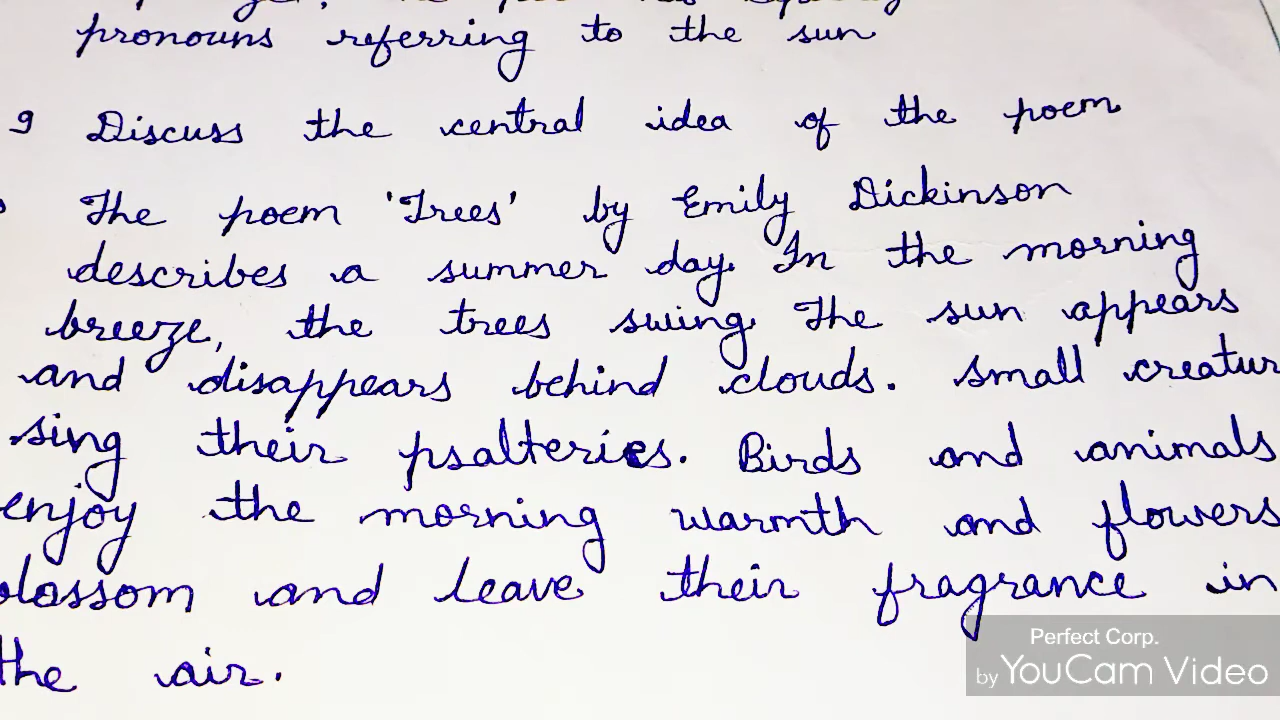 pronouns referring to the sun
9 Discuss the central idea of the poem
The poem 'Trees' by Emily Dickinson
describes a summer day. In the morning
breeze, the trees swing. The sun appears
and disappears behind clouds. Small creatur
sing their psalteries. Birds and animals
enjoy the morning warmth and flowers
blossom and leave their fragrance in
the air.
Perfect Corp.
by YouCam Video